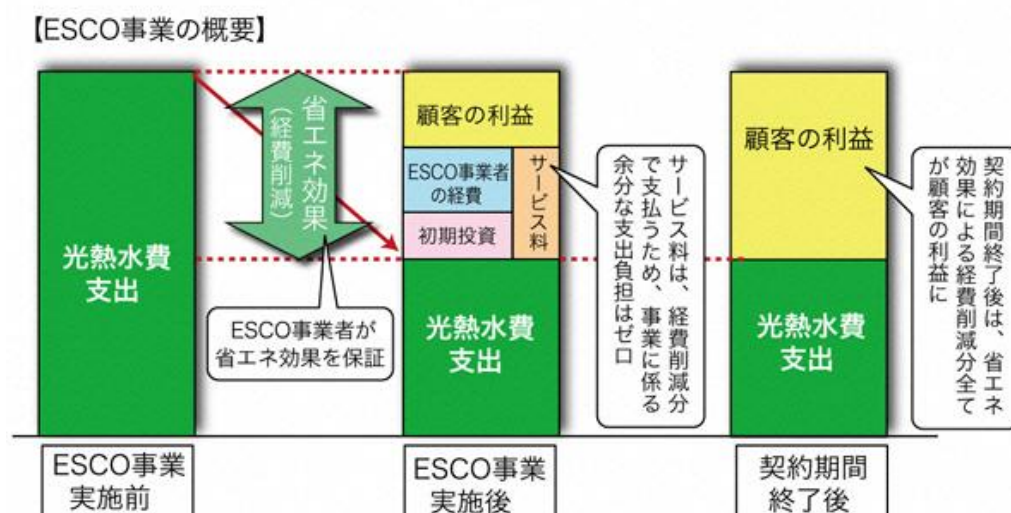 【ESCO事業の概要】
光熱水費
支出
省エネ効果
（経費削減）
ESCO事業者が
省エネ効果を保証
顧客の利益
ESCO事業者
の経費
初期投資
サービス料
光熱水費
支出
サービス料は、経費削減分
で支払うため、事業に係る
余分な支出負担はゼロ
顧客の利益
光熱水費
支出
契約期間終了後は、省エネ
効果による経費削減分全て
が顧客の利益に
ESCO事業
実施前
ESCO事業
実施後
契約期間
終了後